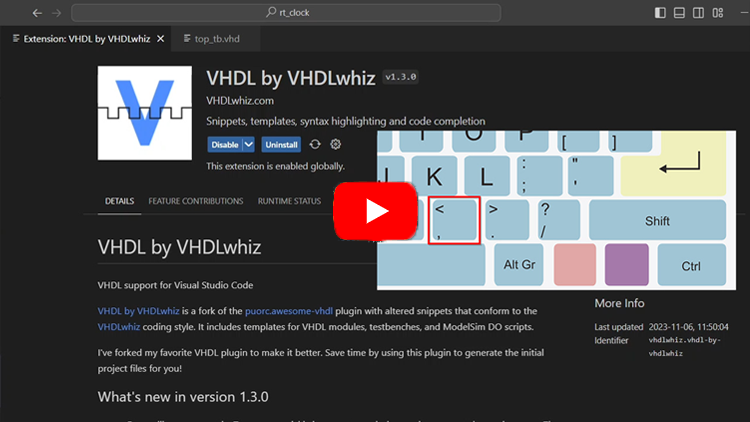 rt_clock
Extension: VHDL by VHDLwhiz
top_tb.vhd
VHDL by VHDLwhiz v1.3.0
VHDLwhiz.com
Snippets, templates, syntax highlighting and code completion
Disable Uninstall
This extension is enabled globally.
DETAILS FEATURE CONTRIBUTIONS RUNTIME STATUS
I O P [ ]
J K L : ; " '
< , > . ? / Shift
Alt Gr Ctrl
VHDL by VHDLwhiz
VHDL support for Visual Studio Code
VHDL by VHDLwhiz is a fork of the puorc.awesome-vhdl plugin with altered snippets that conform to the
VHDLwhiz coding style. It includes templates for VHDL modules, testbenches, and ModelSim DO scripts.
I've forked my favorite VHDL plugin to make it better. Save time by using this plugin to generate the initial
project files for you!
What's new in version 1.3.0
More Info
Last updated 2023-11-06, 11:50:04
Identifier vhdlwhiz.vhdl-by-
vhdlwhiz